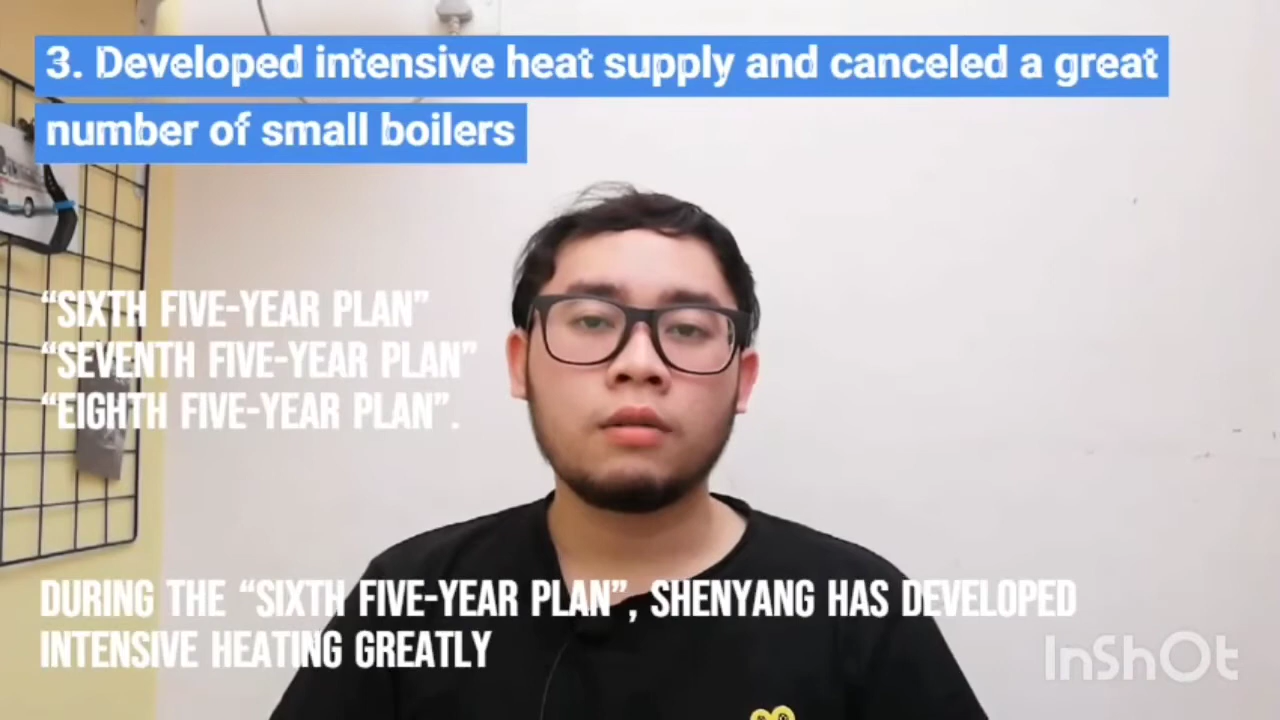 3. Developed intensive heat supply and canceled a great
number of small boilers
“SIXTH FIVE-YEAR PLAN”
“SEVENTH FIVE-YEAR PLAN”
“EIGHTH FIVE-YEAR PLAN”.
DURING THE “SIXTH FIVE-YEAR PLAN”, SHENYANG HAS DEVELOPED
INTENSIVE HEATING GREATLY
InShOt